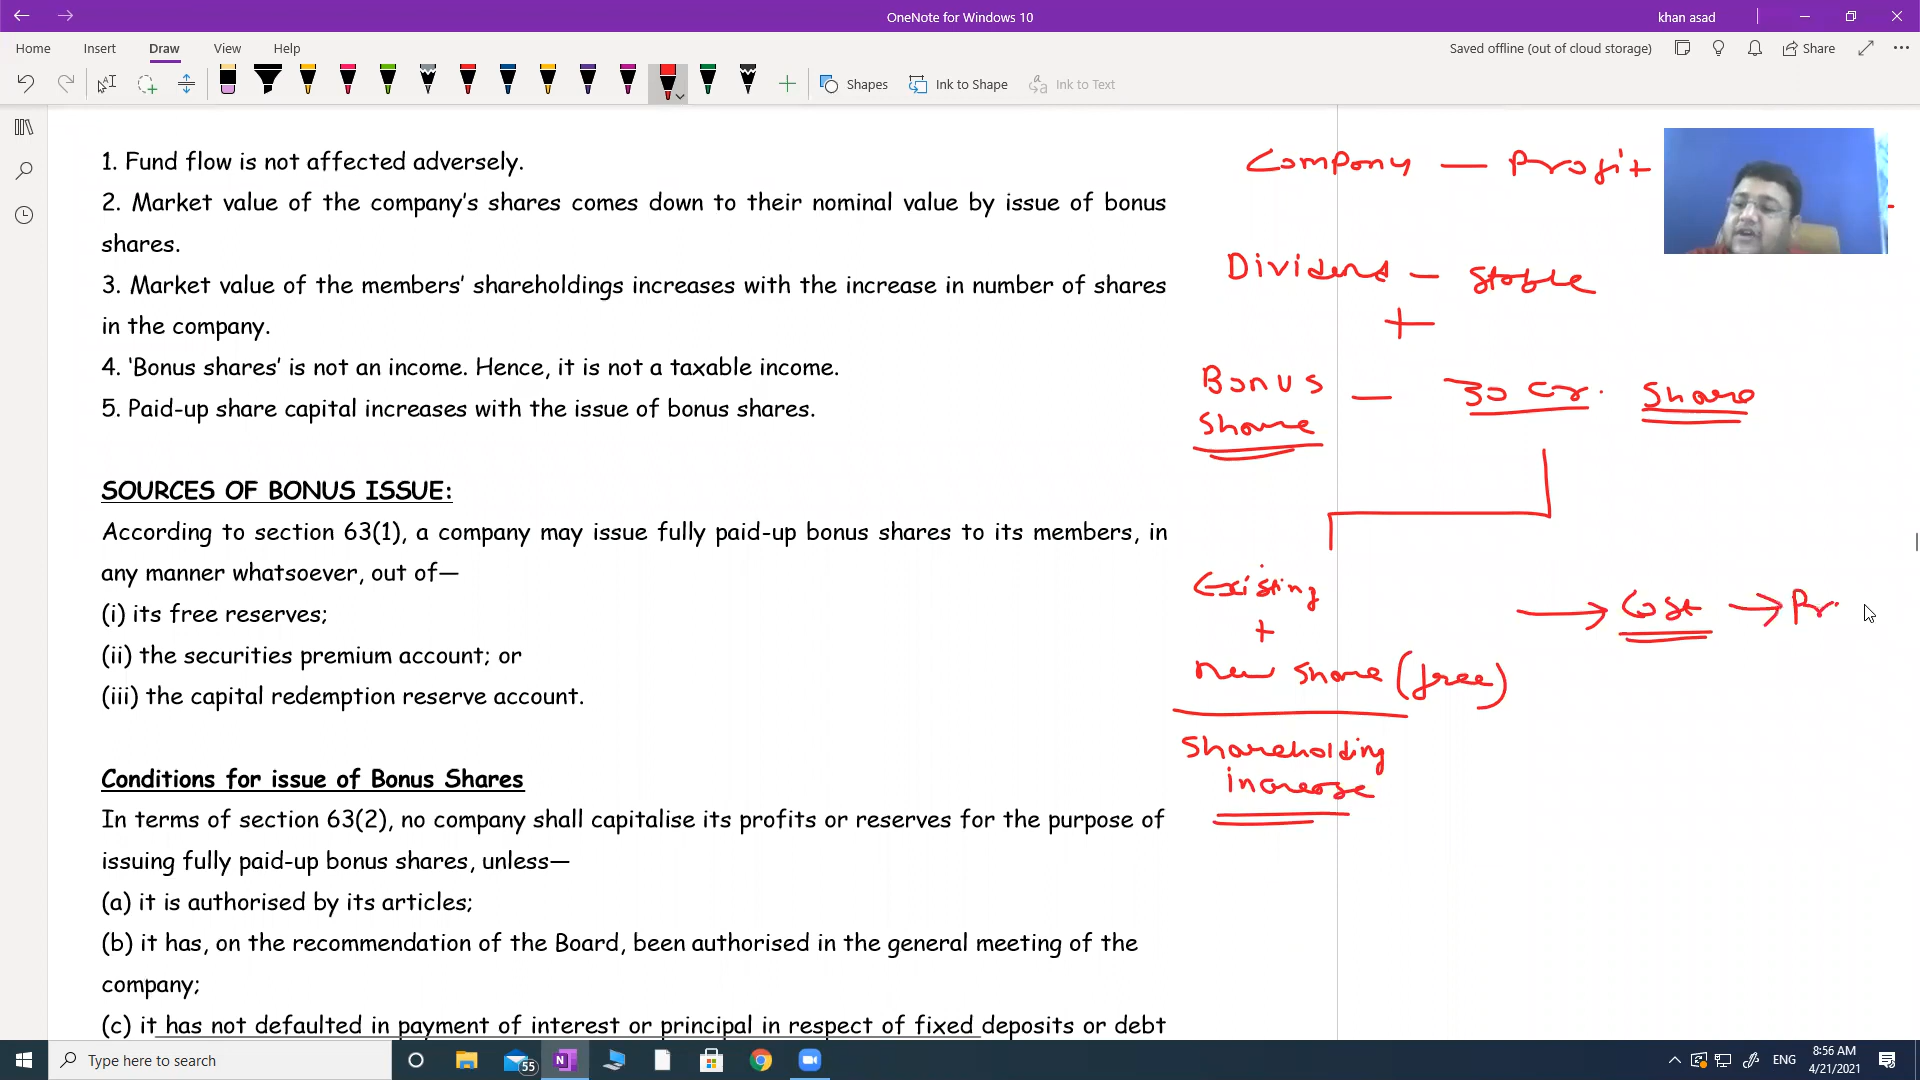 OneNote for Windows 10
khan asad
Home Insert Draw View Help
Saved offline (out of cloud storage) Share
Shapes Ink to Shape Ink to Text
1. Fund flow is not affected adversely.
2. Market value of the company's shares comes down to their nominal value by issue of bonus
shares.
3. Market value of the members' shareholdings increases with the increase in number of shares
in the company.
4. 'Bonus shares' is not an income. Hence, it is not a taxable income.
5. Paid-up share capital increases with the issue of bonus shares.
SOURCES OF BONUS ISSUE:
According to section 63(1), a company may issue fully paid-up bonus shares to its members, in
any manner whatsoever, out of—
(i) its free reserves;
(ii) the securities premium account; or
(iii) the capital redemption reserve account.
Conditions for issue of Bonus Shares
In terms of section 63(2), no company shall capitalise its profits or reserves for the purpose of
issuing fully paid-up bonus shares, unless—
(a) it is authorised by its articles;
(b) it has, on the recommendation of the Board, been authorised in the general meeting of the
company;
(c) it has not defaulted in payment of interest or principal in respect of fixed deposits or debt
Company — Profit
Dividend — Stable
+
Bonus Share — 30 Cr. Share
Existing
+
new share (free)
→ Cost → Pr.
Shareholding
increase
Type here to search
55
ENG
8:56 AM
4/21/2021